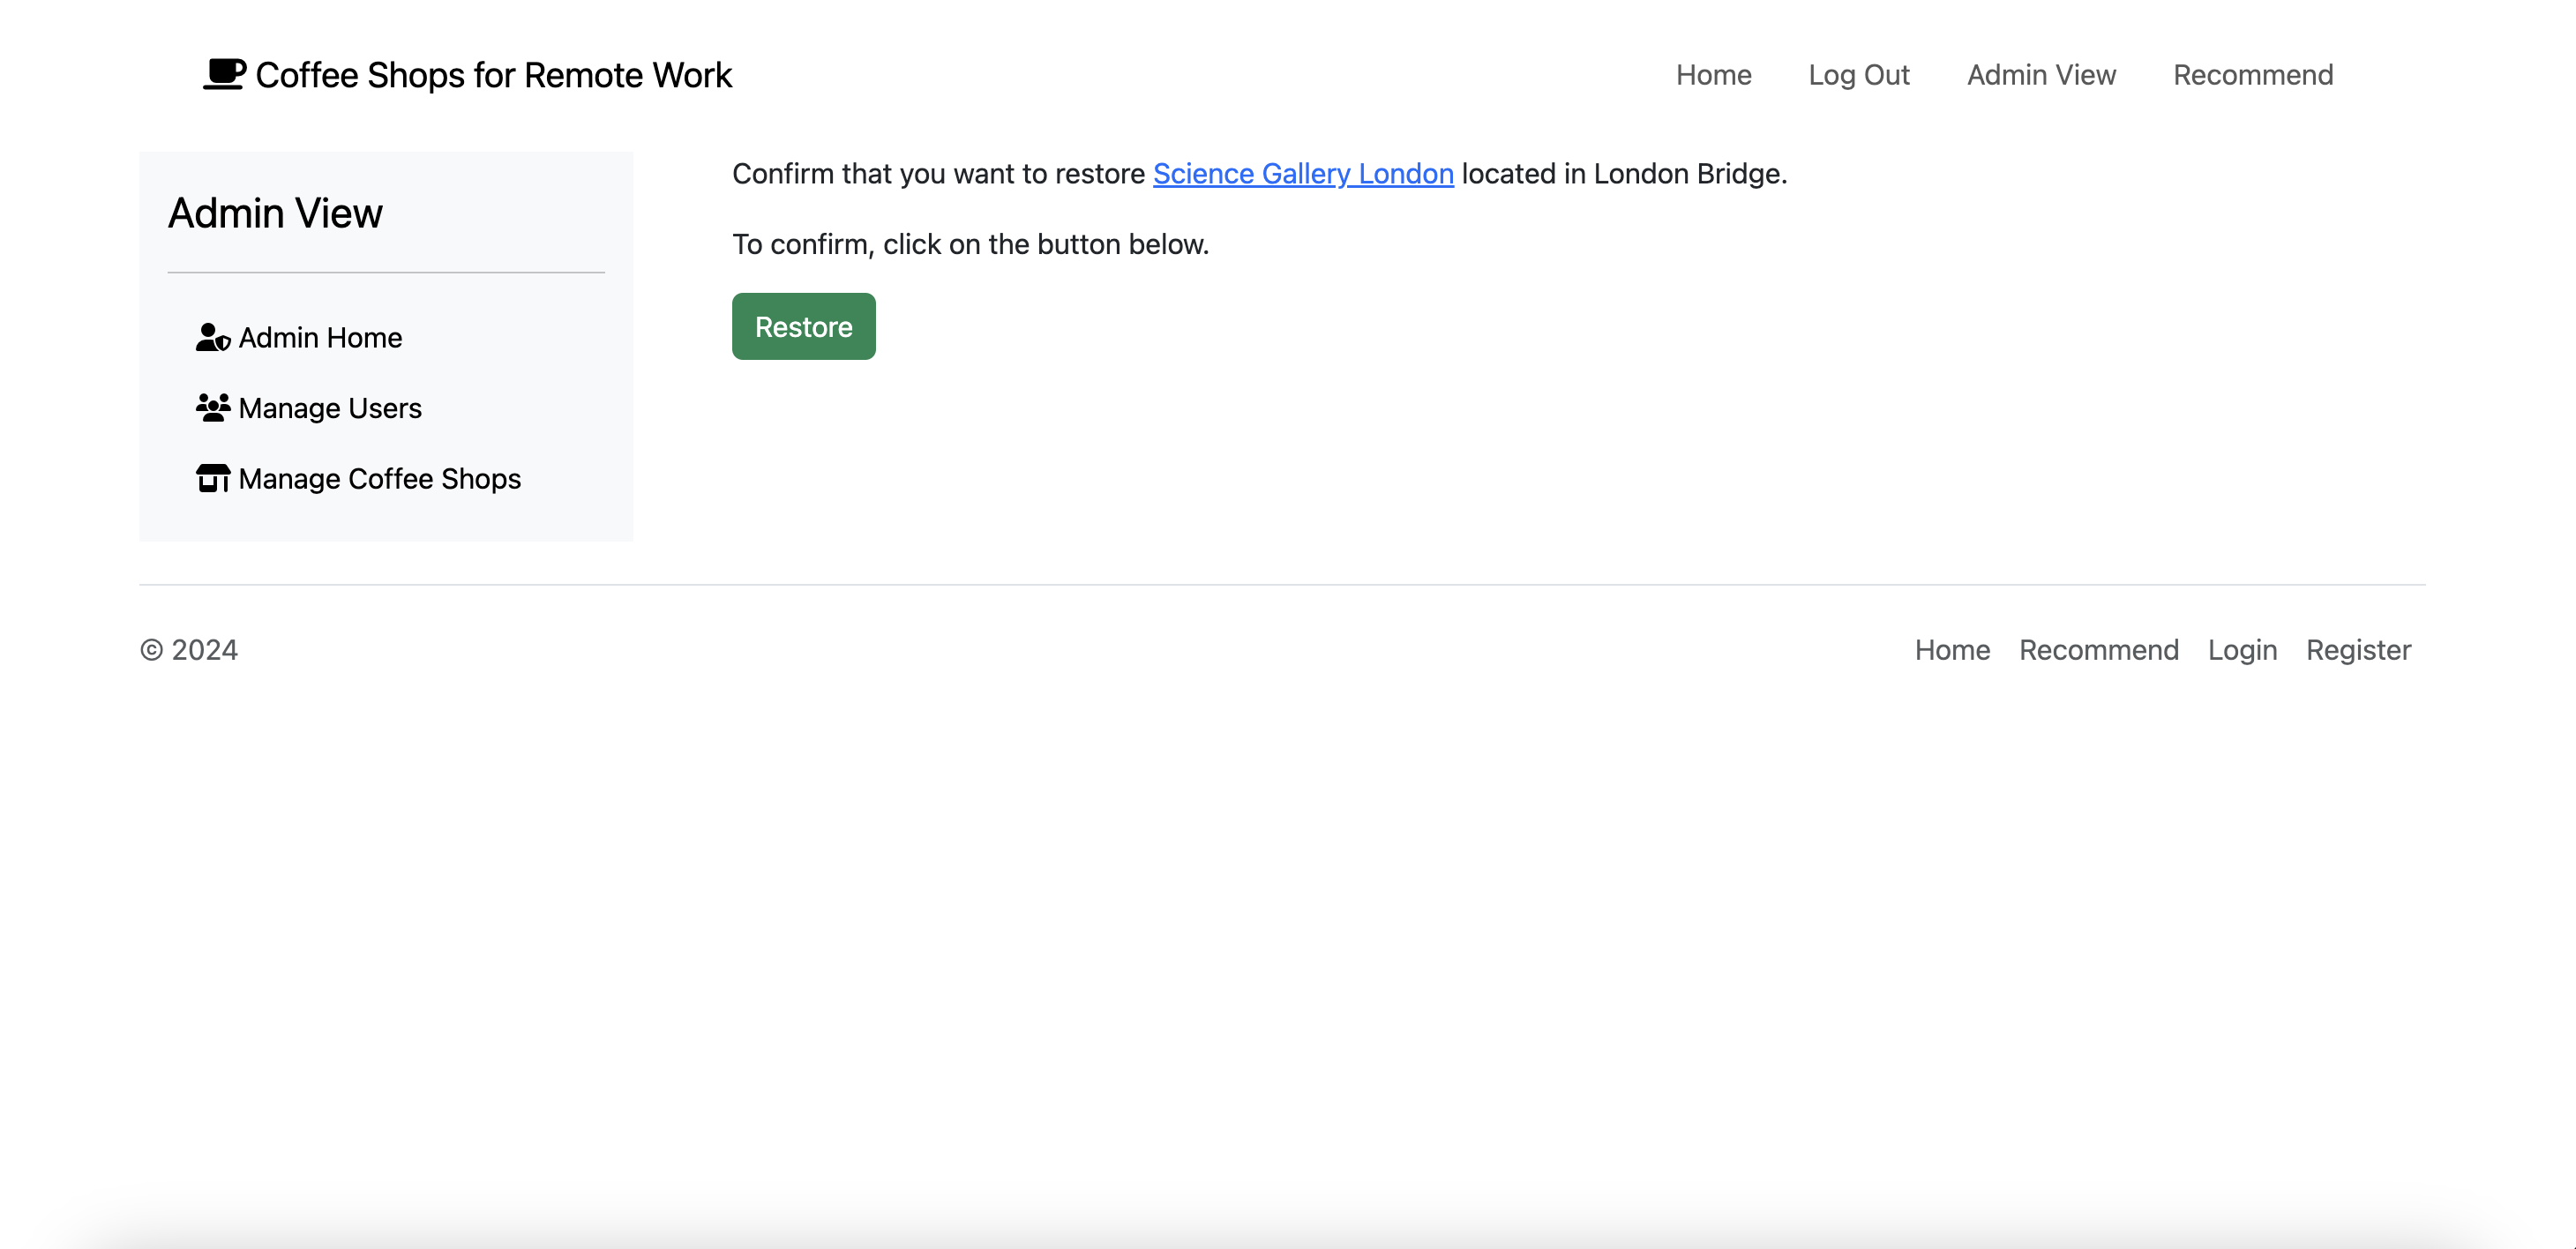 Coffee Shops for Remote Work
Home Log Out Admin View Recommend
Admin View
Admin Home
Manage Users
Manage Coffee Shops
Confirm that you want to restore Science Gallery London located in London Bridge.
To confirm, click on the button below.
Restore
© 2024
Home Recommend Login Register